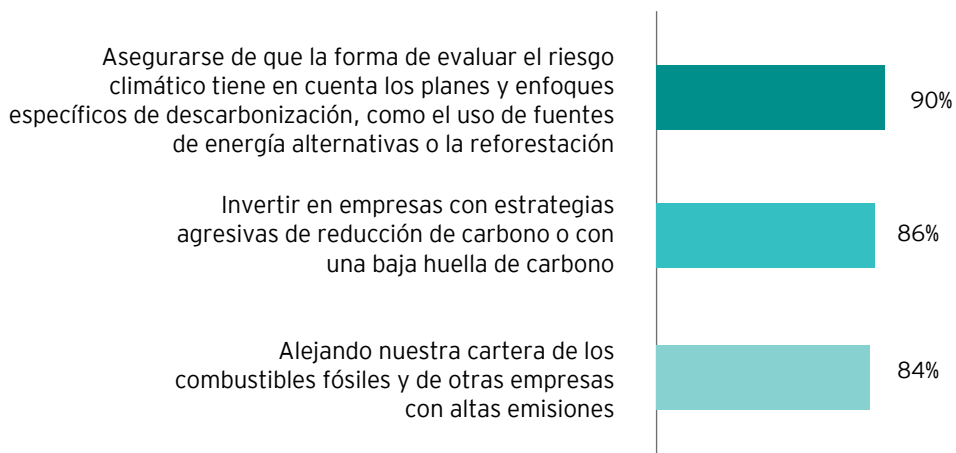 Asegurarse de que la forma de evaluar el riesgo
climático tiene en cuenta los planes y enfoques
específicos de descarbonización, como el uso de fuentes
de energía alternativas o la reforestación
90%
Invertir en empresas con estrategias
agresivas de reducción de carbono o con
una baja huella de carbono
86%
Alejando nuestra cartera de los
combustibles fósiles y de otras empresas
con altas emisiones
84%